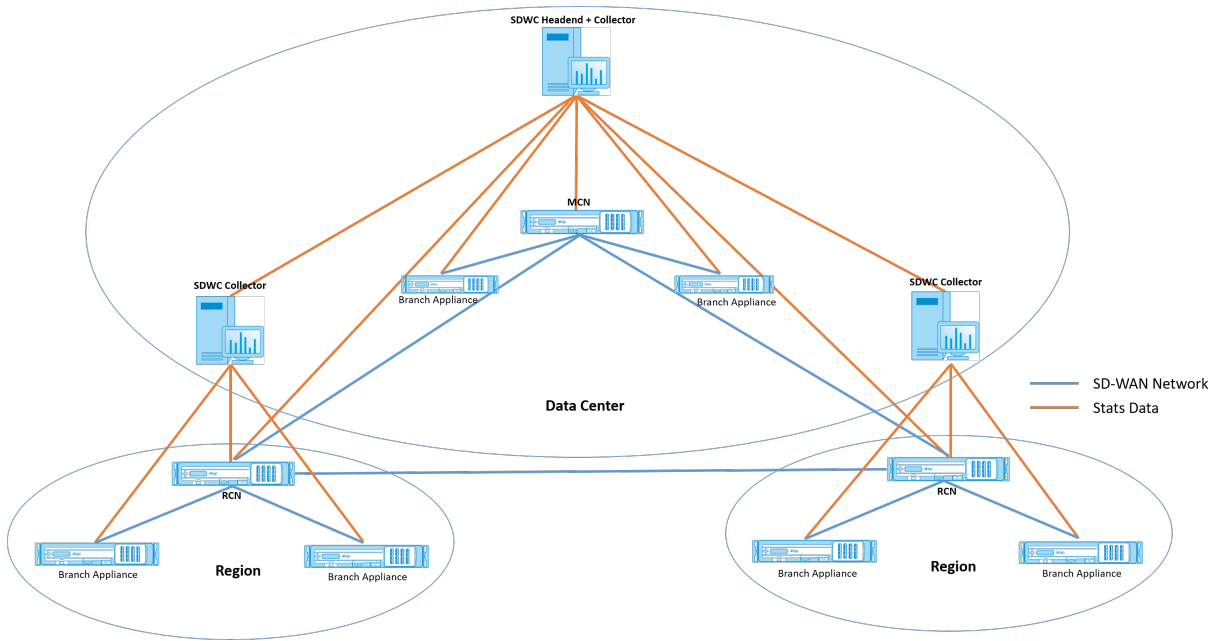 SDWC Headend + Collector
MCN
Branch Appliance
Branch Appliance
SDWC Collector
SDWC Collector
SD-WAN Network
Stats Data
Data Center
RCN
RCN
Branch Appliance
Region
Branch Appliance
Branch Appliance
Region
Branch Appliance